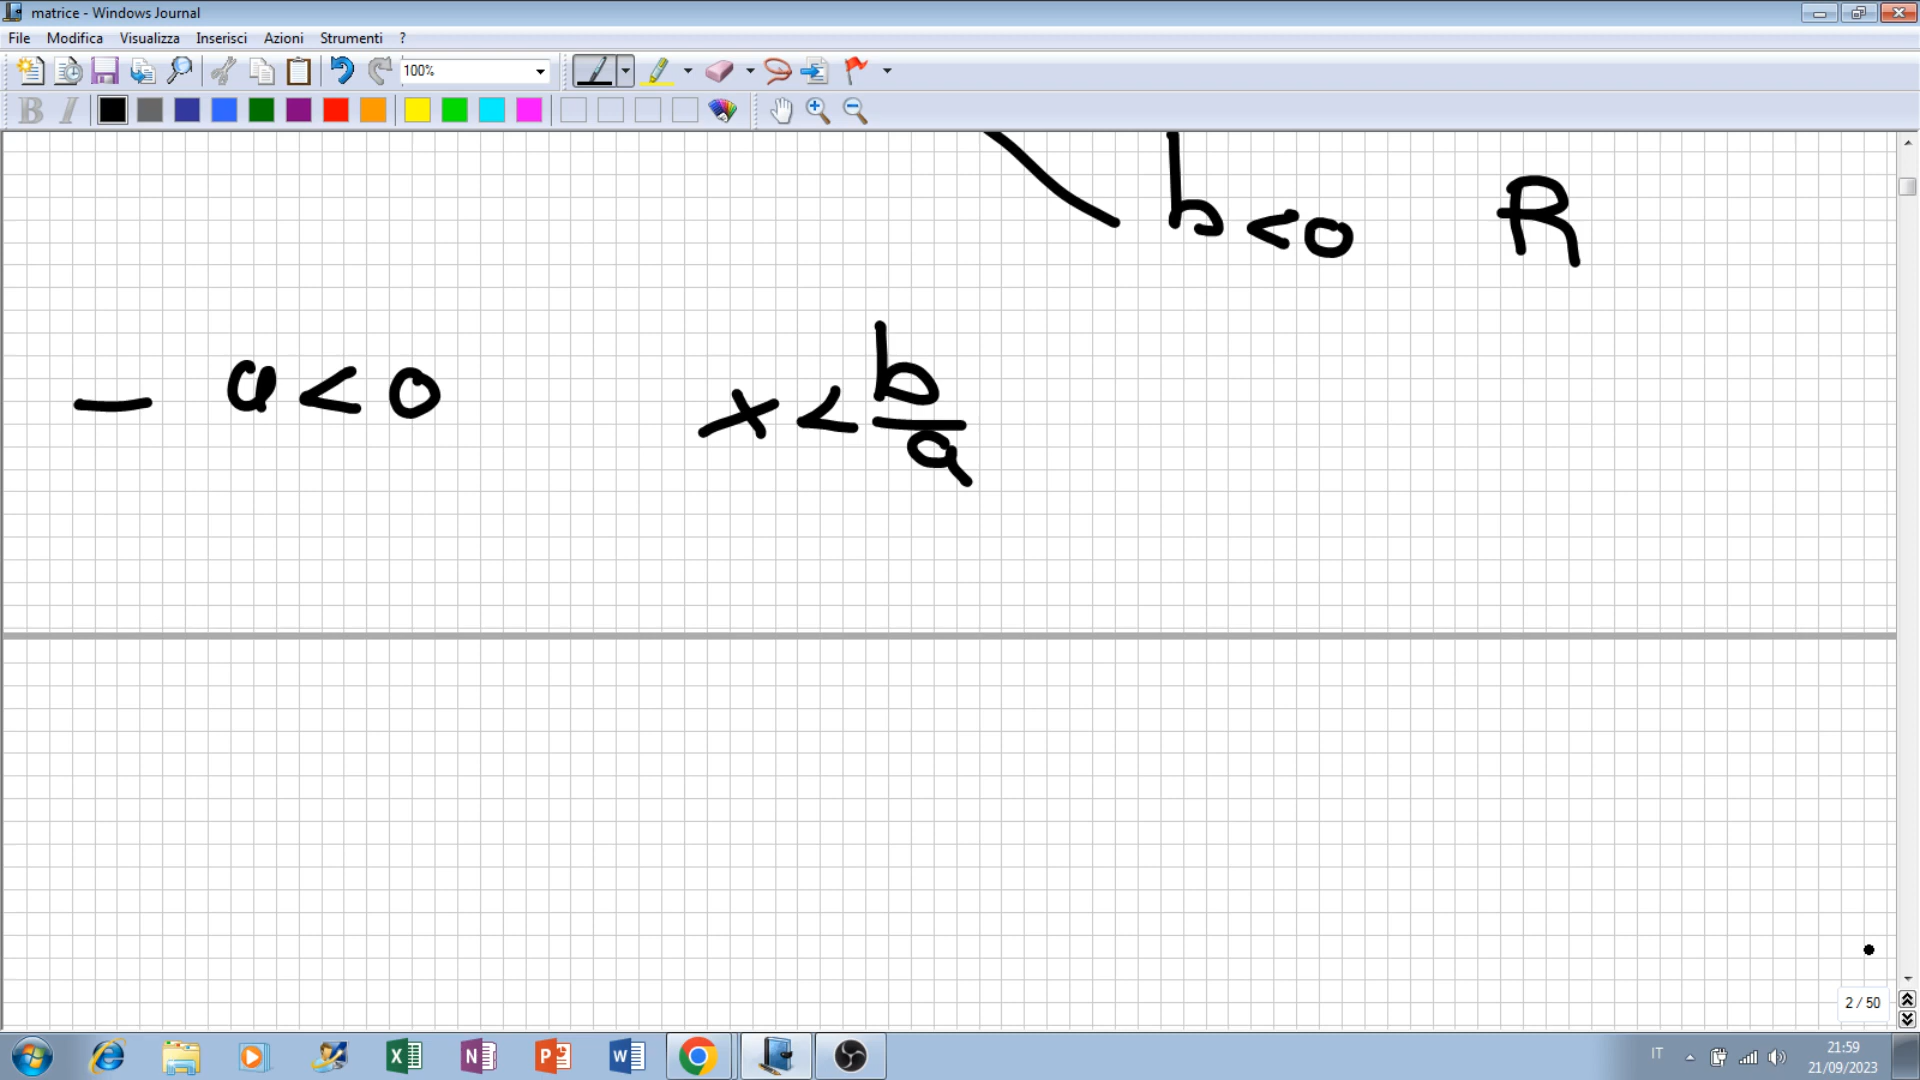 matrice - Windows Journal
File Modifica Visualizza Inserisci Azioni Strumenti ?
100%
B I
b < 0 R
— a < 0 x < b/a
2 / 50
IT 21:59
21/09/2023